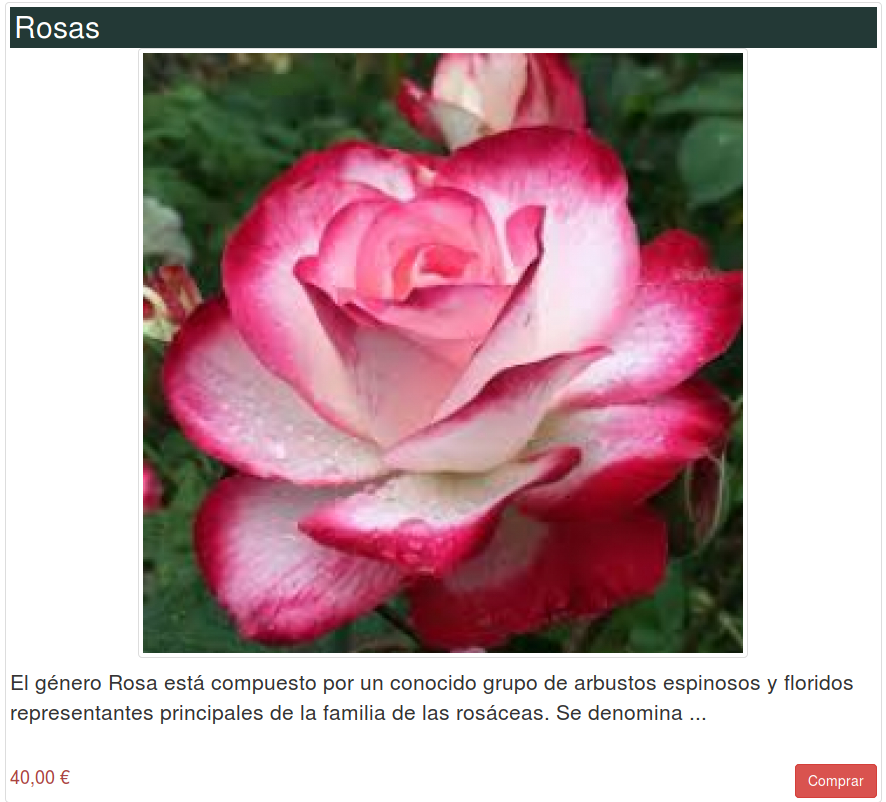 Rosas
El género Rosa está compuesto por un conocido grupo de arbustos espinosos y floridos
representantes principales de la familia de las rosáceas. Se denomina ...
40,00 €
Comprar